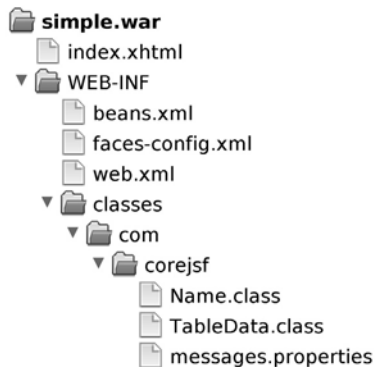 simple.war
index.xhtml
WEB-INF
beans.xml
faces-config.xml
web.xml
classes
com
corejsf
Name.class
TableData.class
messages.properties